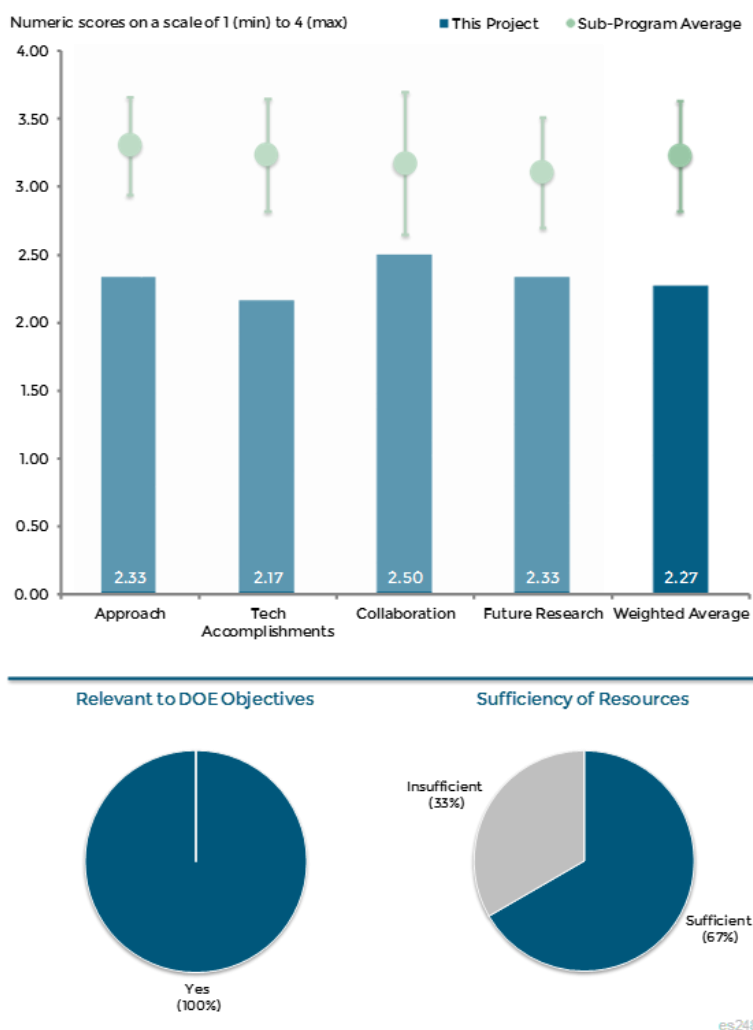 Numeric scores on a scale of 1 (min) to 4 (max)
This Project
Sub-Program Average
4.00
3.50
3.00
2.50
2.00
1.50
1.00
0.50
0.00
2.33
2.17
2.50
2.33
2.27
Approach
Tech
Accomplishments
Collaboration
Future Research
Weighted Average
Relevant to DOE Objectives
Sufficiency of Resources
Yes
(100%)
Insufficient
(33%)
Sufficient
(67%)